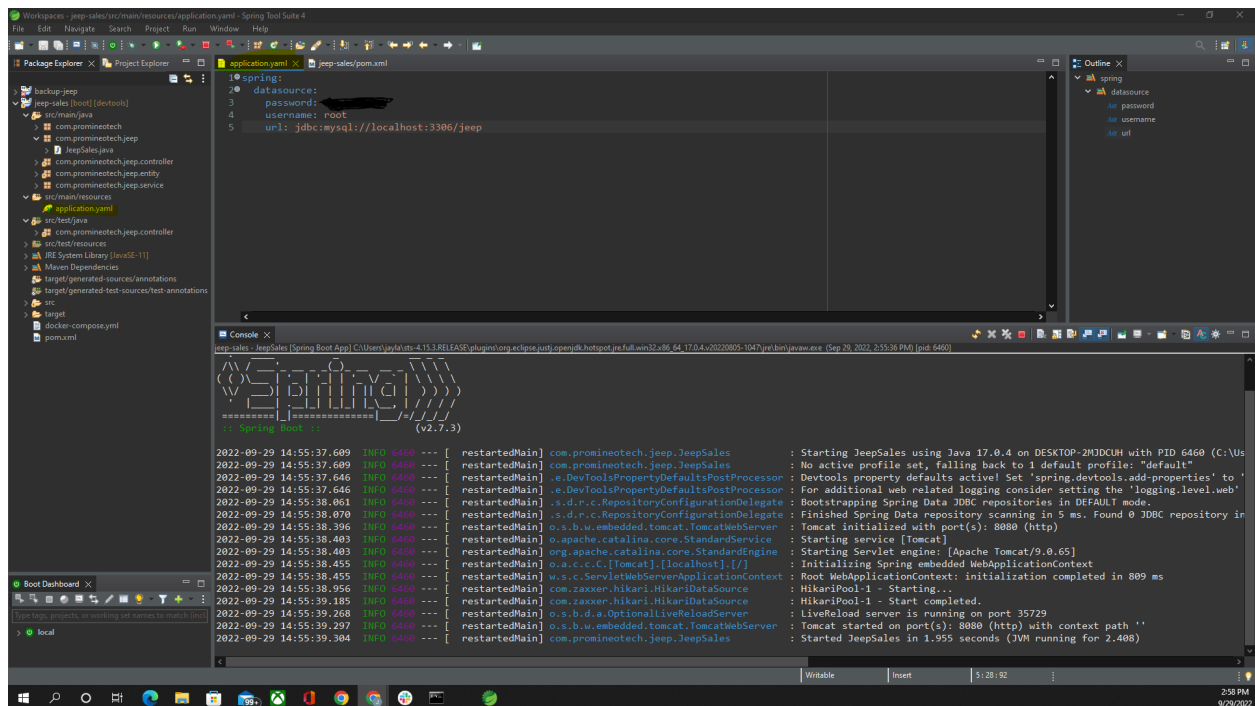 Workspaces - jeep-sales/src/main/resources/application.yaml - Spring Tool Suite 4
File Edit Navigate Search Project Run Window Help
Package Explorer
Project Explorer
backup-jeep
jeep-sales [boot] [devtools]
src/main/java
com.promineotech
com.promineotech.jeep
JeepSales.java
com.promineotech.jeep.controller
com.promineotech.jeep.entity
com.promineotech.jeep.service
src/main/resources
application.yaml
src/test/java
com.promineotech.jeep.controller
src/test/resources
JRE System Library [JavaSE-11]
Maven Dependencies
target/generated-sources/annotations
target/generated-test-sources/test-annotations
src
target
docker-compose.yml
pom.xml
application.yaml
jeep-sales/pom.xml
1 spring:
2 datasource:
3 password:
4 username: root
5 url: jdbc:mysql://localhost:3306/jeep
Outline
spring
datasource
password
username
url
Console
jeep-sales - JeepSales [Spring Boot App] C:\Users\jayla\sts-4.15.3.RELEASE\plugins\org.eclipse.justj.openjdk.hotspot.jre.full.win32.x86_64_17.0.4.v20220805-1047\jre\bin\javaw.exe (Sep 29, 2022, 2:55:36 PM) [pid: 6460]
:: Spring Boot :: (v2.7.3)
2022-09-29 14:55:37.609 INFO 6460 --- [ restartedMain] com.promineotech.jeep.JeepSales : Starting JeepSales using Java 17.0.4 on DESKTOP-2MJDCUH with PID 6460 (C:\Us
2022-09-29 14:55:37.609 INFO 6460 --- [ restartedMain] com.promineotech.jeep.JeepSales : No active profile set, falling back to 1 default profile: "default"
2022-09-29 14:55:37.646 INFO 6460 --- [ restartedMain] .e.DevToolsPropertyDefaultsPostProcessor : Devtools property defaults active! Set 'spring.devtools.add-properties' to '
2022-09-29 14:55:37.646 INFO 6460 --- [ restartedMain] .e.DevToolsPropertyDefaultsPostProcessor : For additional web related logging consider setting the 'logging.level.web'
2022-09-29 14:55:38.061 INFO 6460 --- [ restartedMain] .s.d.r.c.RepositoryConfigurationDelegate : Bootstrapping Spring Data JDBC repositories in DEFAULT mode.
2022-09-29 14:55:38.070 INFO 6460 --- [ restartedMain] .s.d.r.c.RepositoryConfigurationDelegate : Finished Spring Data repository scanning in 5 ms. Found 0 JDBC repository in
2022-09-29 14:55:38.396 INFO 6460 --- [ restartedMain] o.s.b.w.embedded.tomcat.TomcatWebServer : Tomcat initialized with port(s): 8080 (http)
2022-09-29 14:55:38.403 INFO 6460 --- [ restartedMain] o.apache.catalina.core.StandardService : Starting service [Tomcat]
2022-09-29 14:55:38.403 INFO 6460 --- [ restartedMain] org.apache.catalina.core.StandardEngine : Starting Servlet engine: [Apache Tomcat/9.0.65]
2022-09-29 14:55:38.455 INFO 6460 --- [ restartedMain] o.a.c.c.C.[Tomcat].[localhost].[/] : Initializing Spring embedded WebApplicationContext
2022-09-29 14:55:38.455 INFO 6460 --- [ restartedMain] w.s.c.ServletWebServerApplicationContext : Root WebApplicationContext: initialization completed in 809 ms
2022-09-29 14:55:38.956 INFO 6460 --- [ restartedMain] com.zaxxer.hikari.HikariDataSource : HikariPool-1 - Starting...
2022-09-29 14:55:39.185 INFO 6460 --- [ restartedMain] com.zaxxer.hikari.HikariDataSource : HikariPool-1 - Start completed.
2022-09-29 14:55:39.268 INFO 6460 --- [ restartedMain] o.s.b.d.a.OptionalLiveReloadServer : LiveReload server is running on port 35729
2022-09-29 14:55:39.297 INFO 6460 --- [ restartedMain] o.s.b.w.embedded.tomcat.TomcatWebServer : Tomcat started on port(s): 8080 (http) with context path ''
2022-09-29 14:55:39.304 INFO 6460 --- [ restartedMain] com.promineotech.jeep.JeepSales : Started JeepSales in 1.955 seconds (JVM running for 2.408)
Boot Dashboard
Type tags, projects, or working set names to match (incl.
local
Writable
Insert
5 : 28 : 92
99+
2:58 PM
9/29/2022